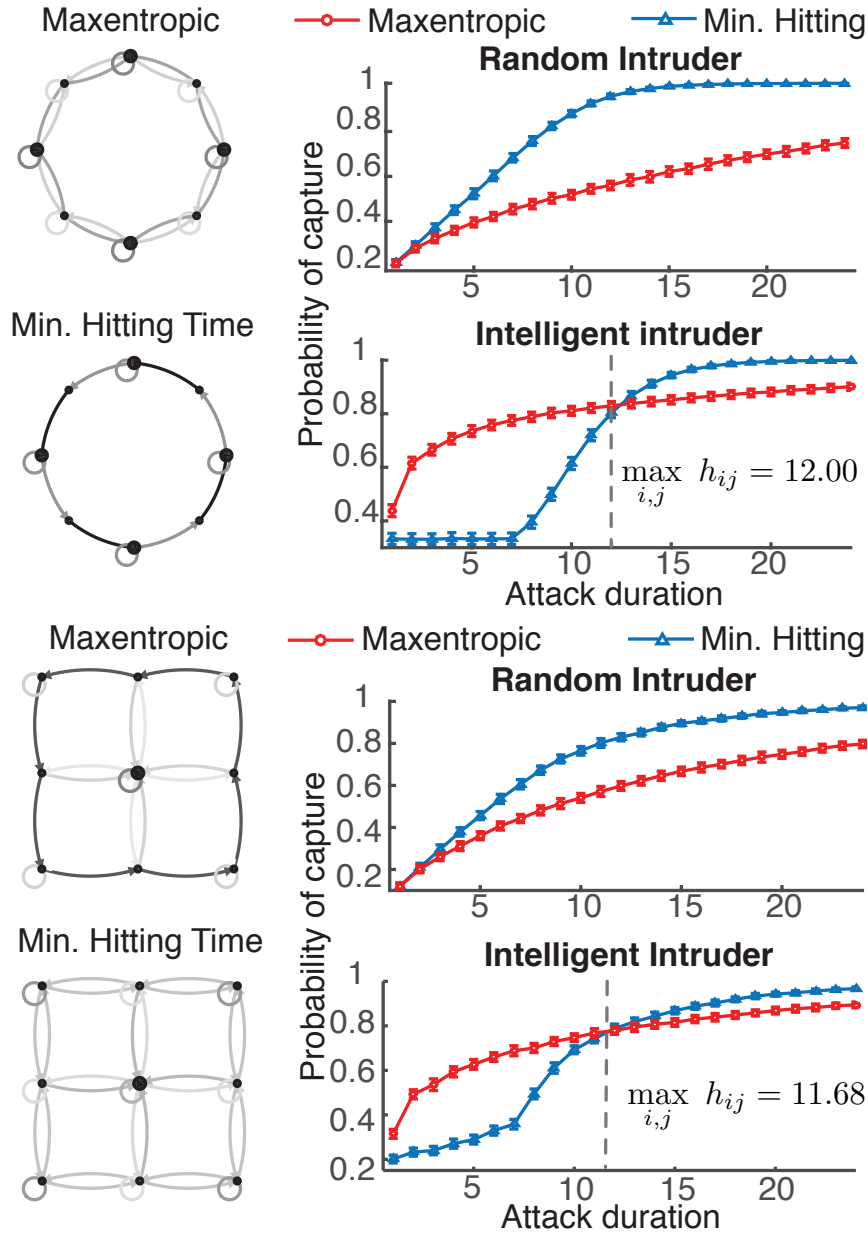 Maxentropic
Maxentropic Min. Hitting
Random Intruder
1
0.8
0.6
0.4
0.2
5 10 15 20
Probability of capture
Min. Hitting Time
Intelligent intruder
1
0.8
0.6
0.4
max h_{ij} = 12.00
i,j
5 10 15 20
Attack duration
Maxentropic
Maxentropic Min. Hitting
Random Intruder
1
0.8
0.6
0.4
0.2
5 10 15 20
Probability of capture
Min. Hitting Time
Intelligent Intruder
1
0.8
0.6
0.4
0.2
max h_{ij} = 11.68
i,j
5 10 15 20
Attack duration